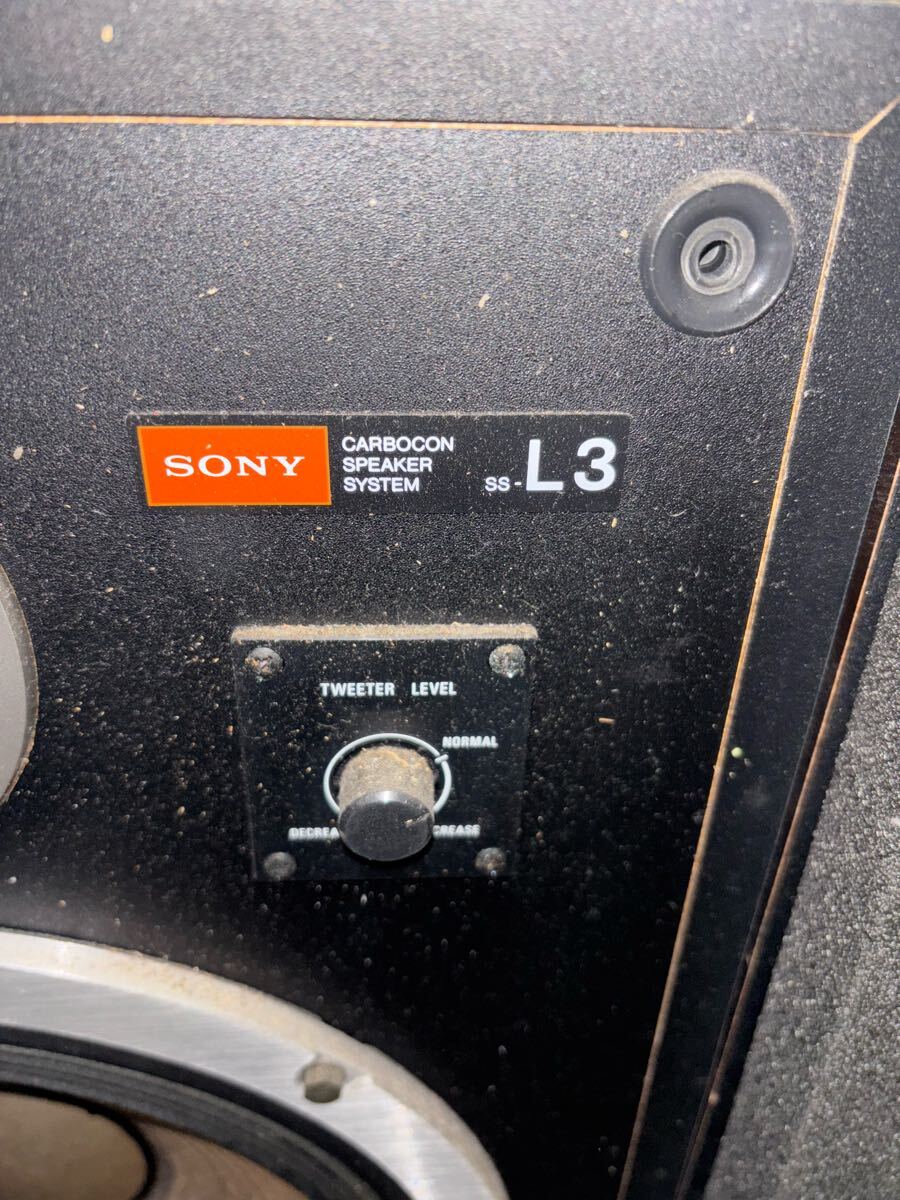 SONY
CARBOCON
SPEAKER
SYSTEM
SS-L3
TWEETER LEVEL
NORMAL